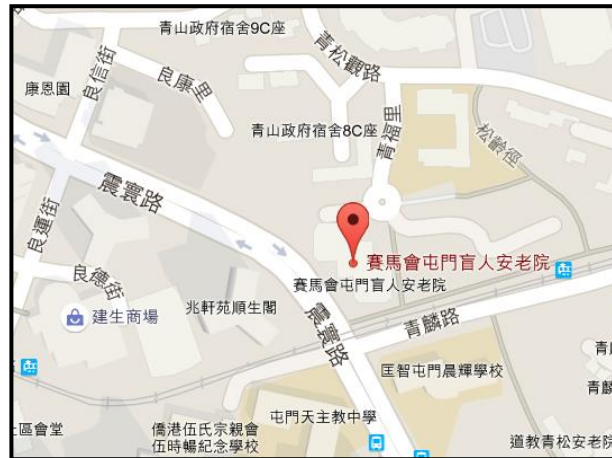 青山政府宿舍9C座
青松觀路
康恩園
良信街
良康里
青山政府宿舍8C座
青福里
松齡徑
震寰路
良運街
良德街
賽馬會屯門盲人安老院
賽馬會屯門盲人安老院
建生商場
兆軒苑順生閣
震寰路
青麟路
匡智屯門晨輝學校
青麟
屯門天主教中學
區會堂
僑港伍氏宗親會
伍時暢紀念學校
道教青松安老院